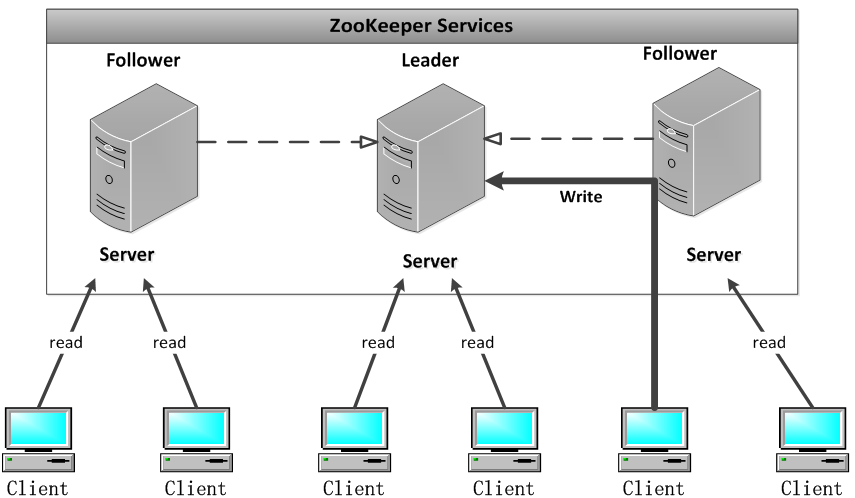 ZooKeeper Services
Follower
Leader
Follower
Write
Server
Server
Server
read
read
read
read
read
Client
Client
Client
Client
Client
Client